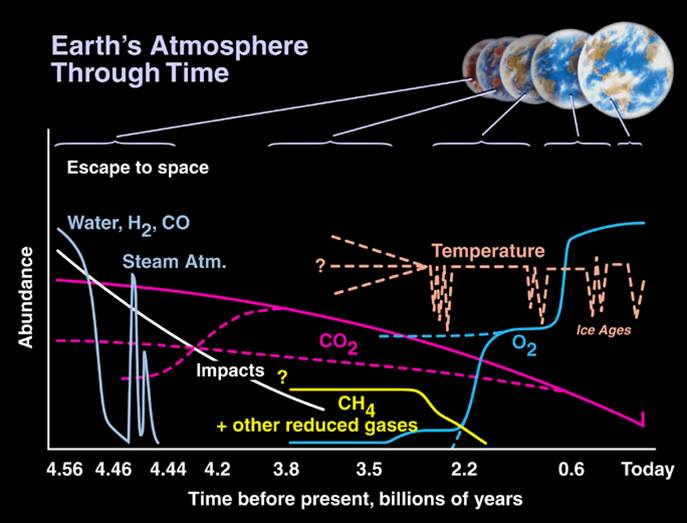 Earth's Atmosphere
Through Time
Escape to space
Water, H₂, CO
Steam Atm.
Temperature
?
Ice Ages
CO₂
O₂
Impacts
?
CH₄
+ other reduced gases
Abundance
4.56 4.46 4.44 4.2 3.8 3.5 2.2 0.6 Today
Time before present, billions of years